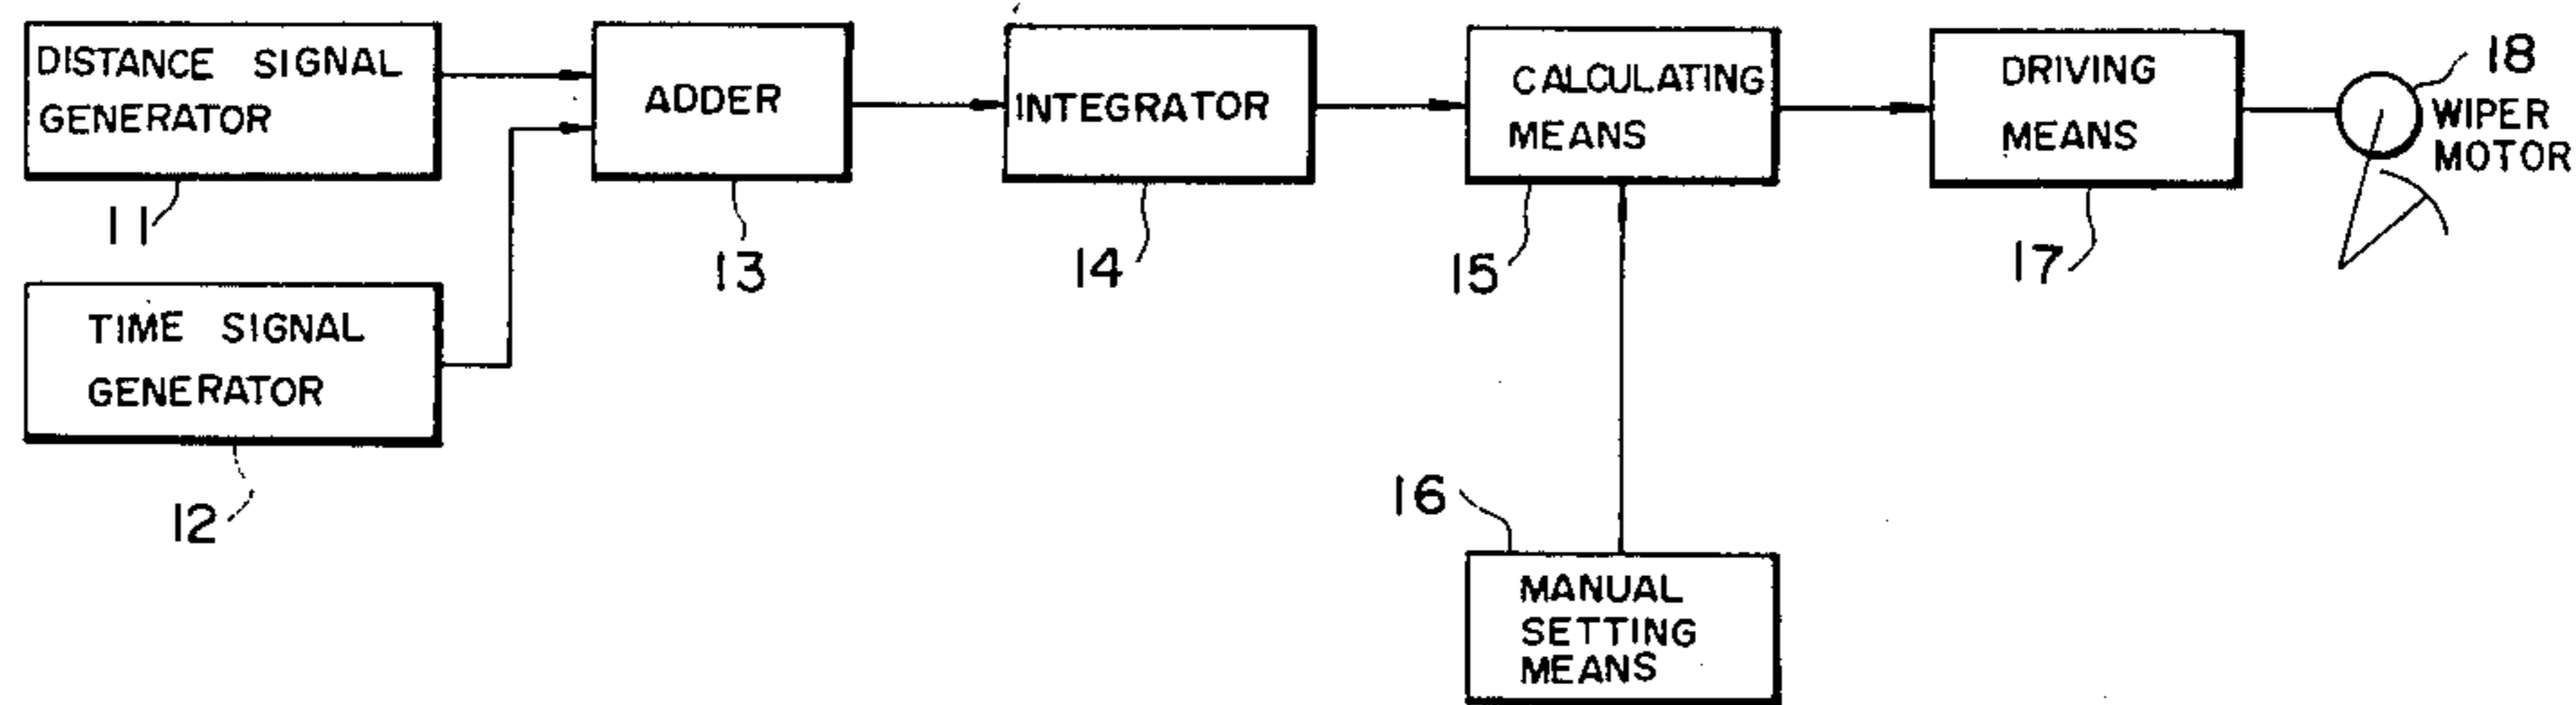 DISTANCE SIGNAL
GENERATOR
11
TIME SIGNAL
GENERATOR
12
ADDER
13
INTEGRATOR
14
CALCULATING
MEANS
15
16
MANUAL
SETTING
MEANS
DRIVING
MEANS
17
18
WIPER
MOTOR